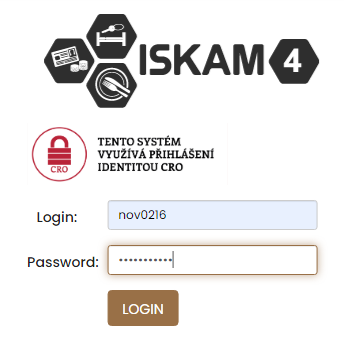 ISKAM 4
TENTO SYSTÉM
VYUŽÍVÁ PŘIHLÁŠENÍ
IDENTITOU CRO
CRO
Login: nov0216
Password: •••••••••••
LOGIN